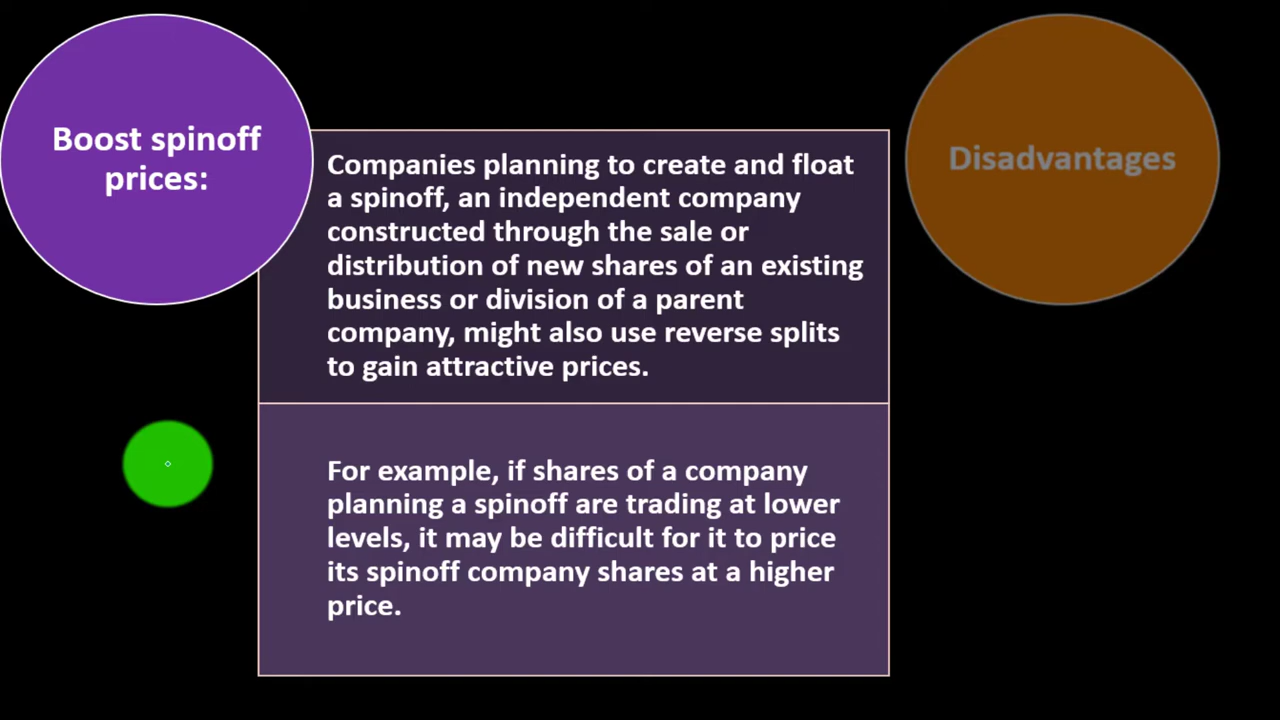 Boost spinoff
prices:
Companies planning to create and float
a spinoff, an independent company
constructed through the sale or
distribution of new shares of an existing
business or division of a parent
company, might also use reverse splits
to gain attractive prices.
For example, if shares of a company
planning a spinoff are trading at lower
levels, it may be difficult for it to price
its spinoff company shares at a higher
price.
Disadvantages